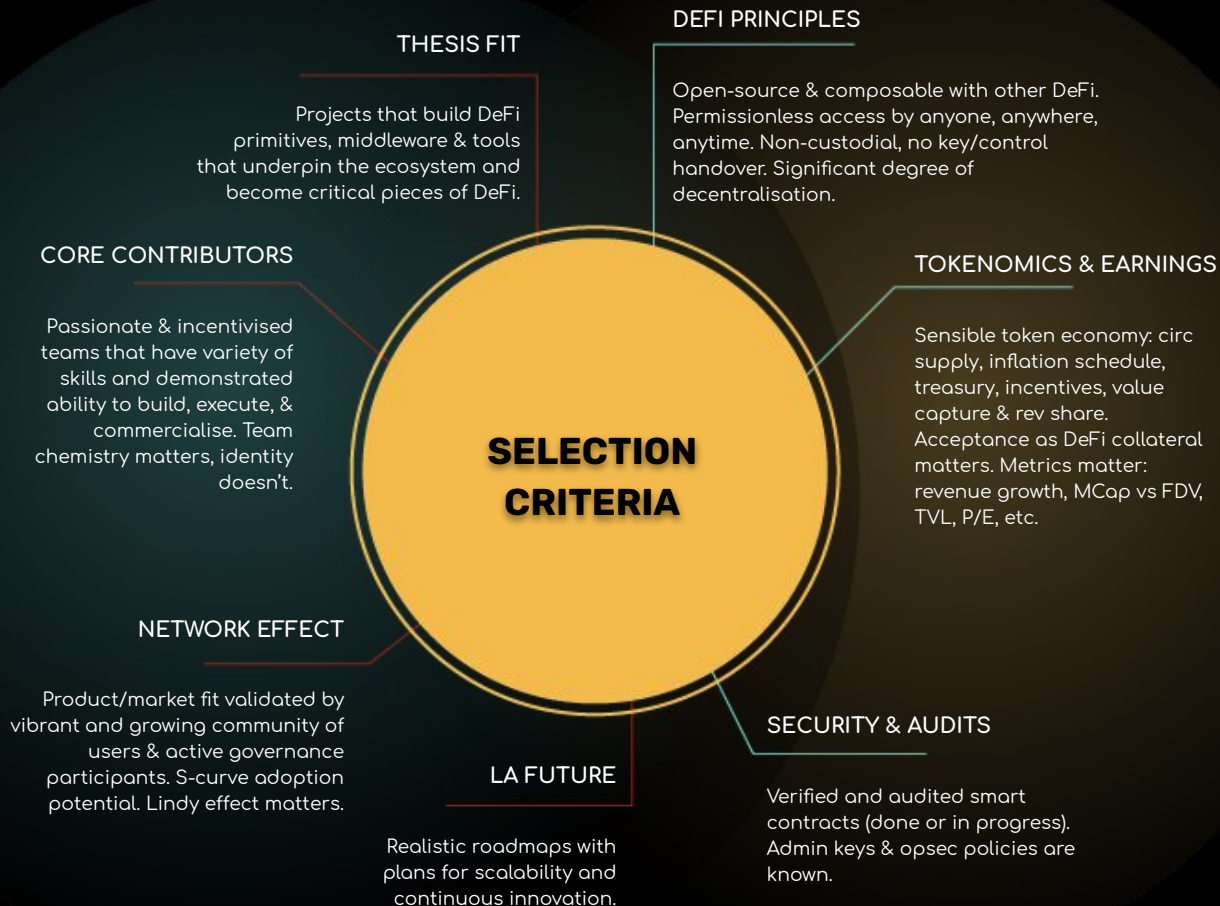 THESIS FIT
Projects that build DeFi
primitives, middleware & tools
that underpin the ecosystem and
become critical pieces of DeFi.
DEFI PRINCIPLES
Open-source & composable with other DeFi.
Permissionless access by anyone, anywhere,
anytime. Non-custodial, no key/control
handover. Significant degree of
decentralisation.
CORE CONTRIBUTORS
Passionate & incentivised
teams that have variety of
skills and demonstrated
ability to build, execute, &
commercialise. Team
chemistry matters, identity
doesn't.
TOKENOMICS & EARNINGS
Sensible token economy: circ
supply, inflation schedule,
treasury, incentives, value
capture & rev share.
Acceptance as DeFi collateral
matters. Metrics matter:
revenue growth, MCap vs FDV,
TVL, P/E, etc.
SELECTION
CRITERIA
NETWORK EFFECT
Product/market fit validated by
vibrant and growing community of
users & active governance
participants. S-curve adoption
potential. Lindy effect matters.
LA FUTURE
Realistic roadmaps with
plans for scalability and
continuous innovation.
SECURITY & AUDITS
Verified and audited smart
contracts (done or in progress).
Admin keys & opsec policies are
known.